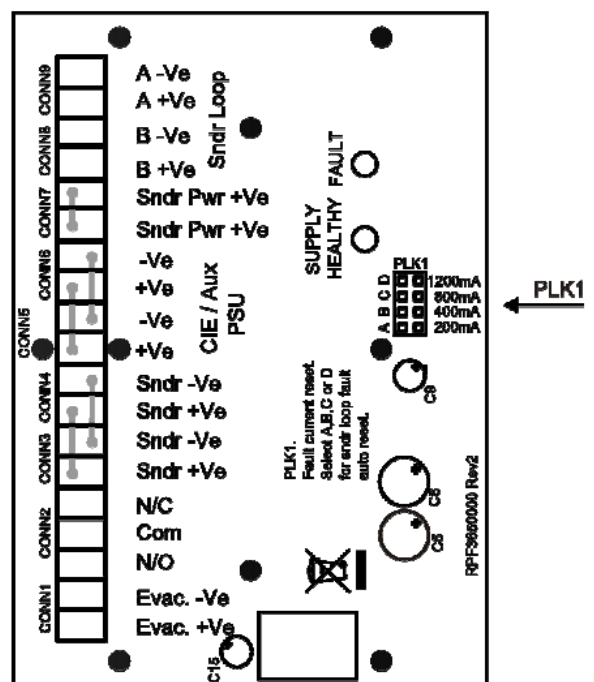 CONN9
CONN8
CONN7
CONN6
CONN5
CONN4
CONN3
CONN2
CONN1
A -Ve
A +Ve
B -Ve
B +Ve
Sndr Loop
Sndr Pwr +Ve
Sndr Pwr +Ve
-Ve
+Ve
-Ve
+Ve
CIE / Aux
PSU
Sndr -Ve
Sndr +Ve
Sndr -Ve
Sndr +Ve
N/C
Com
N/O
Evac. -Ve
Evac. +Ve
FAULT
SUPPLY
HEALTHY
PLK1
D 1200mA
C 800mA
B 400mA
A 200mA
PLK1
C9
PLK1.
Fault current reset.
Select A,B,C or D
for sndr loop fault
auto reset.
RPF3650000 Rev2
C15